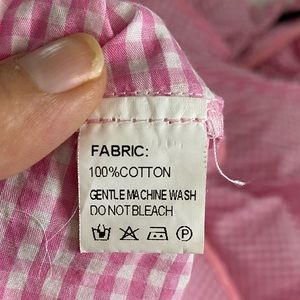 FABRIC:
100%COTTON
GENTLE MACHINE WASH
DO NOT BLEACH
P